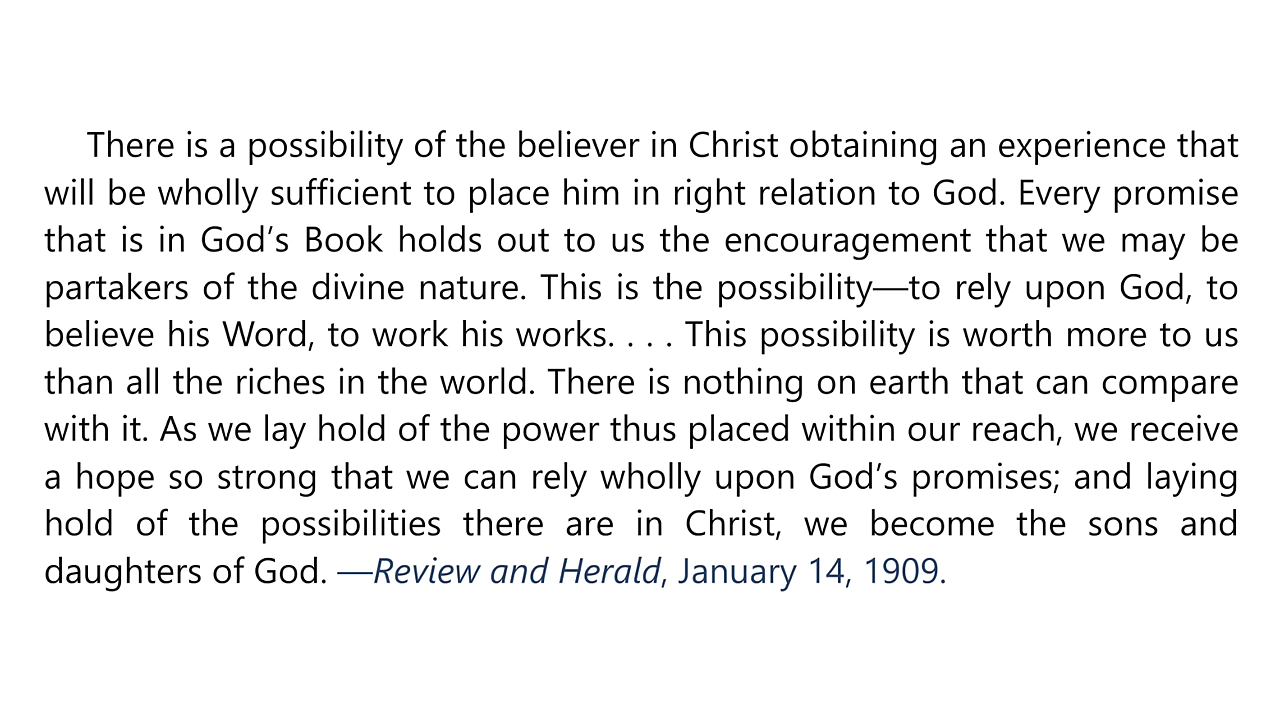 There is a possibility of the believer in Christ obtaining an experience that
will be wholly sufficient to place him in right relation to God. Every promise
that is in God’s Book holds out to us the encouragement that we may be
partakers of the divine nature. This is the possibility—to rely upon God, to
believe his Word, to work his works. . . . This possibility is worth more to us
than all the riches in the world. There is nothing on earth that can compare
with it. As we lay hold of the power thus placed within our reach, we receive
a hope so strong that we can rely wholly upon God’s promises; and laying
hold of the possibilities there are in Christ, we become the sons and
daughters of God. —Review and Herald, January 14, 1909.